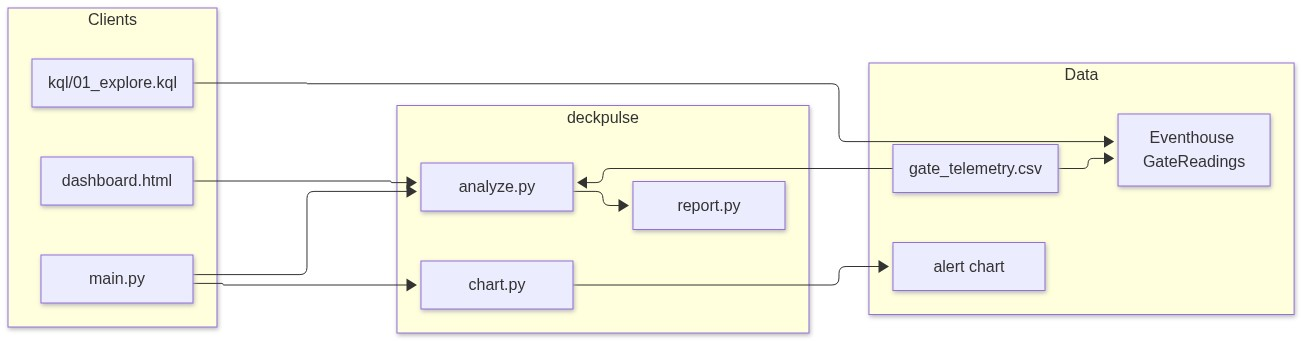 Clients
kql/01_explore.kql
dashboard.html
main.py
deckpulse
analyze.py
report.py
chart.py
Data
Eventhouse
GateReadings
gate_telemetry.csv
alert chart